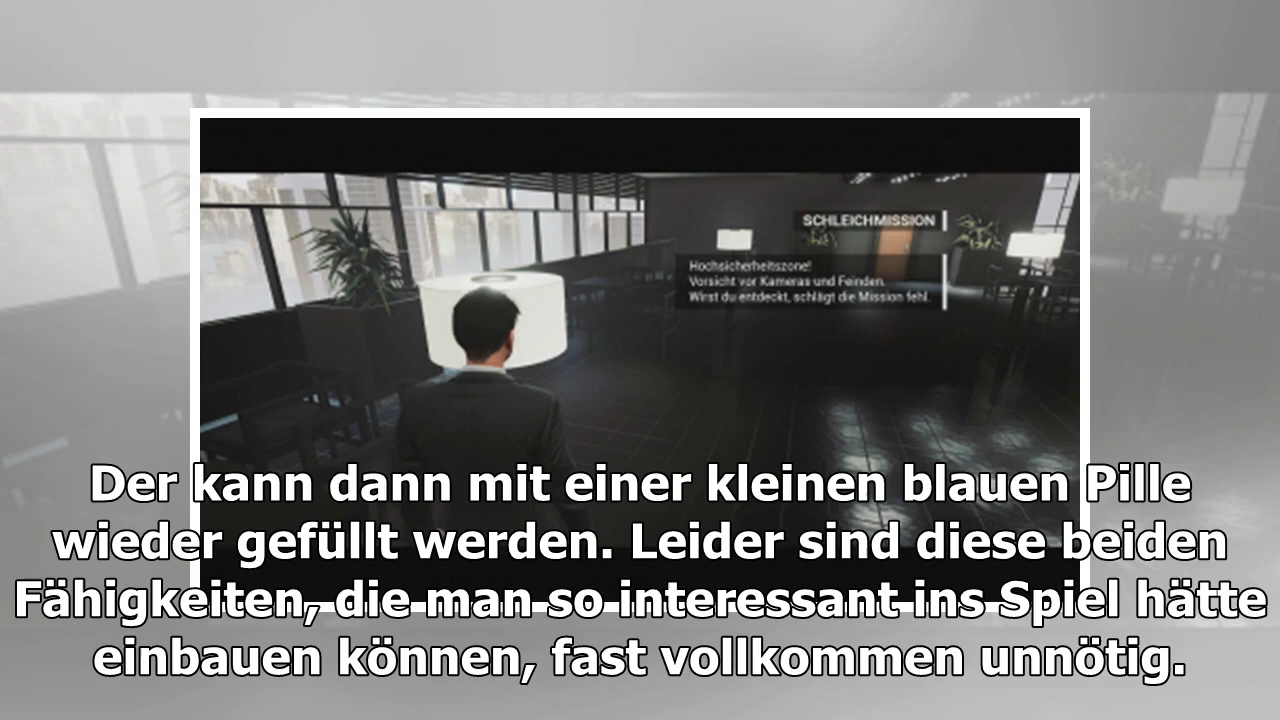 SCHLEICHMISSION
Hochsicherheitszone!
Vorsicht vor Kameras und Feinden.
Wirst du entdeckt, schlägt die Mission fehl.
Der kann dann mit einer kleinen blauen Pille
wieder gefüllt werden. Leider sind diese beiden
Fähigkeiten, die man so interessant ins Spiel hätte
einbauen können, fast vollkommen unnötig.